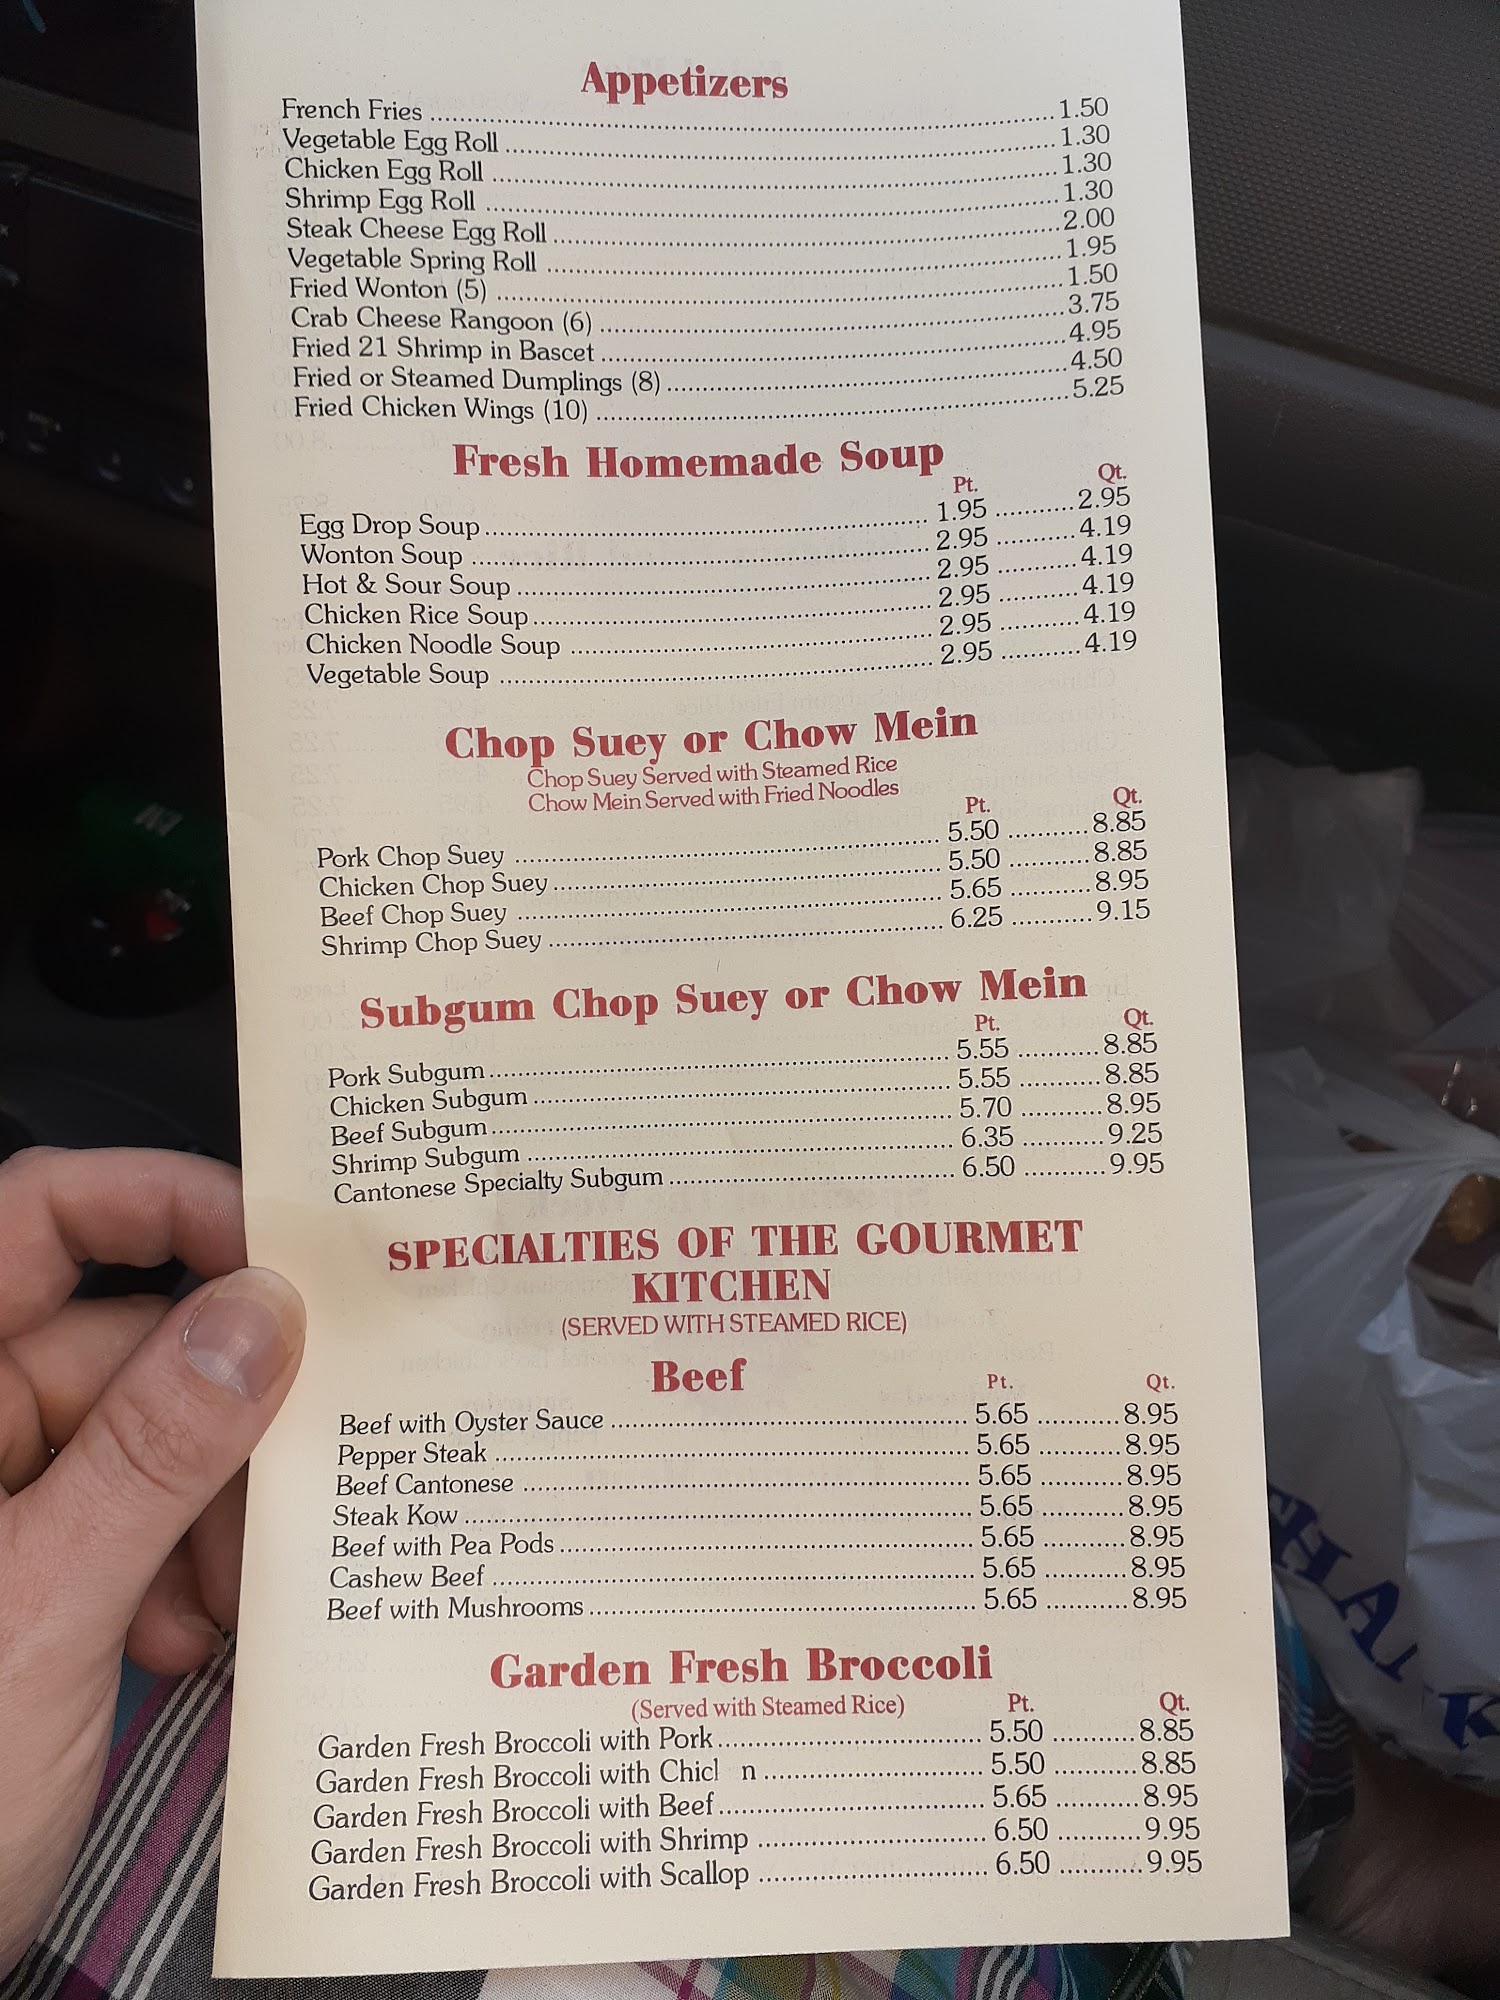 Appetizers
French Fries 1.50
Vegetable Egg Roll 1.30
Chicken Egg Roll 1.30
Shrimp Egg Roll 1.30
Steak Cheese Egg Roll 2.00
Vegetable Spring Roll 1.95
Fried Wonton (5) 1.50
Crab Cheese Rangoon (6) 3.75
Fried 21 Shrimp in Bascet 4.95
Fried or Steamed Dumplings (8) 4.50
Fried Chicken Wings (10) 5.25
Fresh Homemade Soup
Pt. Qt.
Egg Drop Soup 1.95 2.95
Wonton Soup 2.95 4.19
Hot & Sour Soup 2.95 4.19
Chicken Rice Soup 2.95 4.19
Chicken Noodle Soup 2.95 4.19
Vegetable Soup 2.95 4.19
Chop Suey or Chow Mein
Chop Suey Served with Steamed Rice
Chow Mein Served with Fried Noodles
Pt. Qt.
Pork Chop Suey 5.50 8.85
Chicken Chop Suey 5.50 8.85
Beef Chop Suey 5.65 8.95
Shrimp Chop Suey 6.25 9.15
Subgum Chop Suey or Chow Mein
Pt. Qt.
Pork Subgum 5.55 8.85
Chicken Subgum 5.55 8.85
Beef Subgum 5.70 8.95
Shrimp Subgum 6.35 9.25
Cantonese Specialty Subgum 6.50 9.95
SPECIALTIES OF THE GOURMET
KITCHEN
(SERVED WITH STEAMED RICE)
Beef Pt. Qt.
Beef with Oyster Sauce 5.65 8.95
Pepper Steak 5.65 8.95
Beef Cantonese 5.65 8.95
Steak Kow 5.65 8.95
Beef with Pea Pods 5.65 8.95
Cashew Beef 5.65 8.95
Beef with Mushrooms 5.65 8.95
Garden Fresh Broccoli
(Served with Steamed Rice) Pt. Qt.
Garden Fresh Broccoli with Pork 5.50 8.85
Garden Fresh Broccoli with Chicl n 5.50 8.85
Garden Fresh Broccoli with Beef 5.65 8.95
Garden Fresh Broccoli with Shrimp 6.50 9.95
Garden Fresh Broccoli with Scallop 6.50 9.95